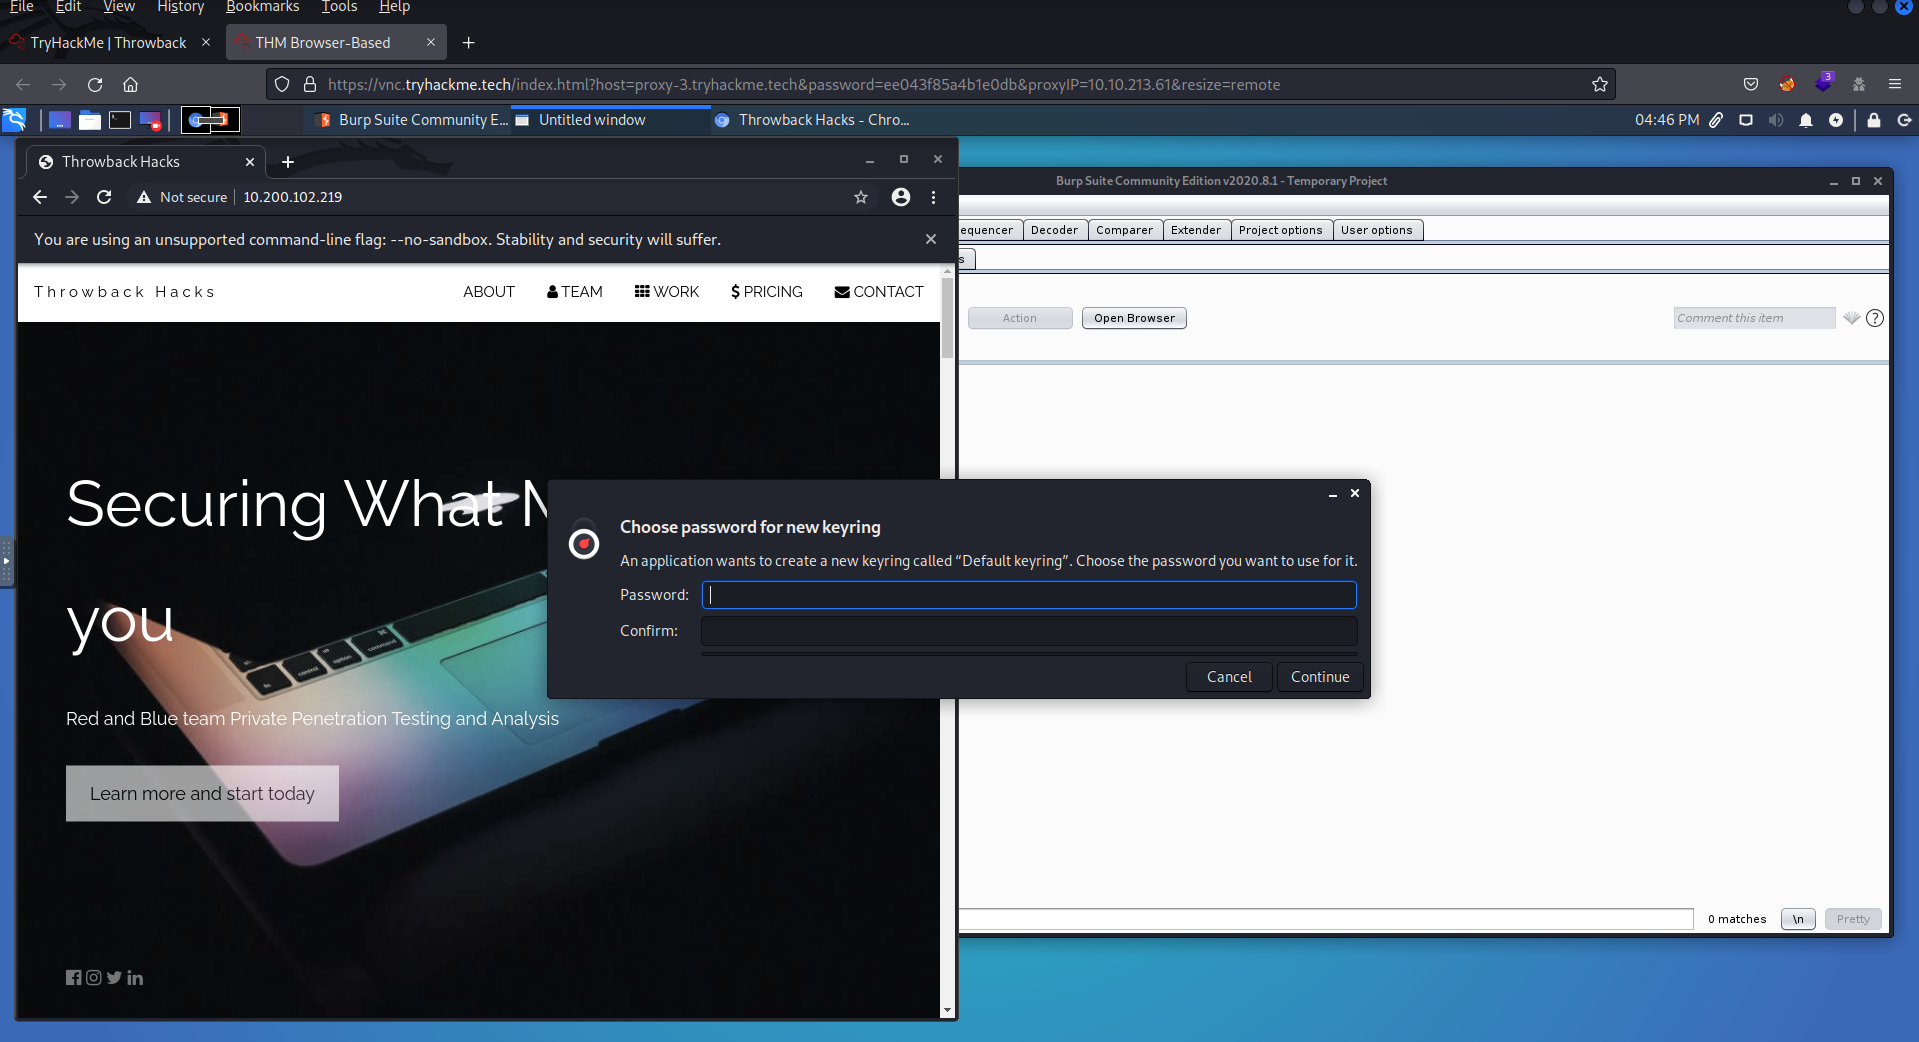 File Edit View History Bookmarks Tools Help
TryHackMe | Throwback
THM Browser-Based
https://vnc.tryhackme.tech/index.html?host=proxy-3.tryhackme.tech&password=ee043f85a4b1e0db&proxyIP=10.10.213.61&resize=remote
3
Burp Suite Community E...
Untitled window
Throwback Hacks - Chro...
04:46 PM
Throwback Hacks
Not secure
10.200.102.219
You are using an unsupported command-line flag: --no-sandbox. Stability and security will suffer.
Throwback Hacks
ABOUT
TEAM
WORK
$ PRICING
CONTACT
Securing What M
you
Red and Blue team Private Penetration Testing and Analysis
Learn more and start today
Burp Suite Community Edition v2020.8.1 - Temporary Project
equencer
Decoder
Comparer
Extender
Project options
User options
s
Action
Open Browser
Comment this item
?
Choose password for new keyring
An application wants to create a new keyring called “Default keyring”. Choose the password you want to use for it.
Password:
Confirm:
Cancel
Continue
control
option
command
0 matches
\n
Pretty